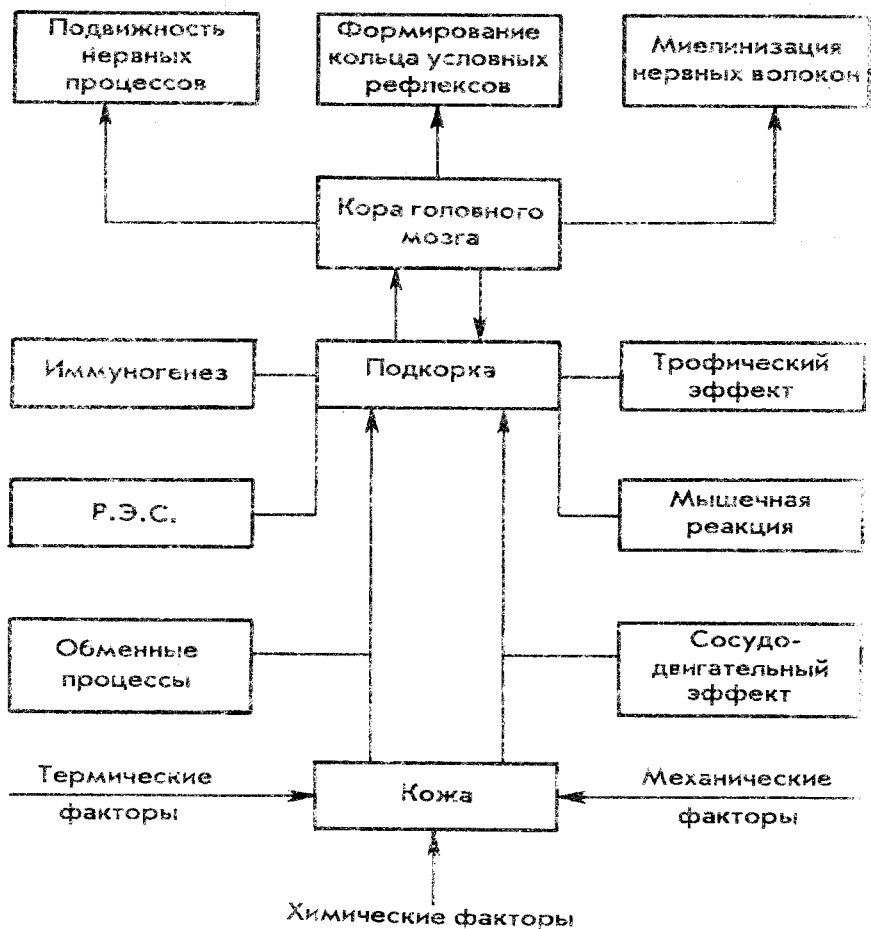 Подвижность
нервных
процессов
Формирование
кольца условных
рефлексов
Миелинизация
нервных волокон
Кора головного
мозга
Иммуногенез
Подкорка
Трофический
эффект
Р.Э.С.
Мышечная
реакция
Обменные
процессы
Сосудо-
двигательный
эффект
Термические
факторы
Кожа
Механические
факторы
Химические факторы